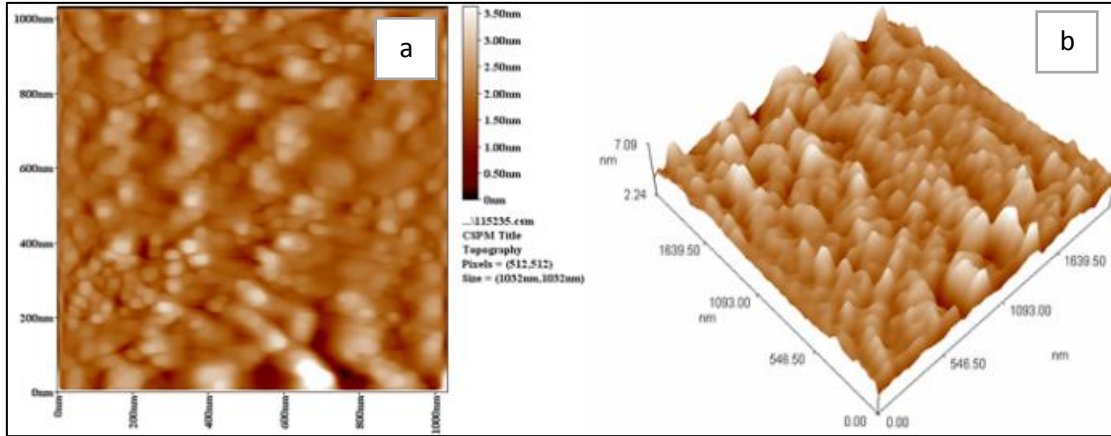 a
1000nm
800nm
600nm
400nm
200nm
0nm
0nm
200nm
400nm
600nm
800nm
1000nm
3.50nm
3.00nm
2.50nm
2.00nm
1.50nm
1.00nm
0.50nm
0nm
...\115235.csm
CSPM Title
Topography
Pixels = (512,512)
Size = (1032nm,1032nm)
b
7.09
nm
2.24
1639.50
1093.00
nm
546.50
0.00
0.00
546.50
nm
1093.00
1639.50